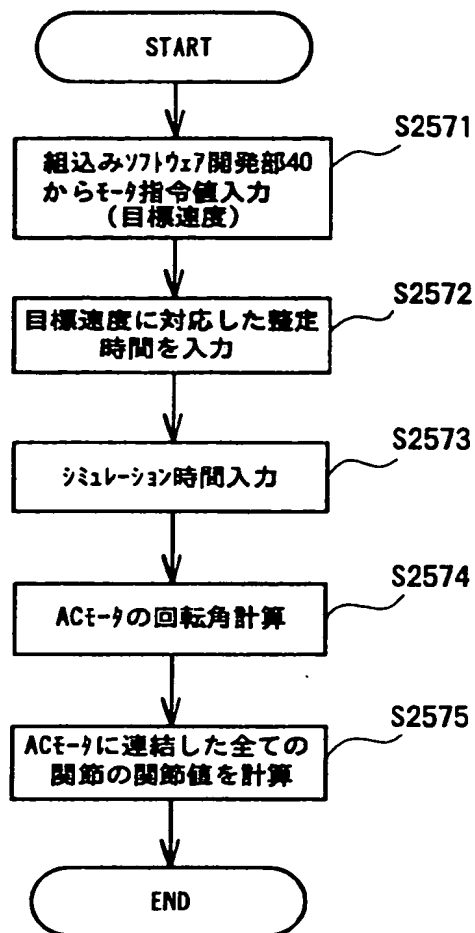 START
S2571
組込みソフトウェア開発部40
からモータ指令値入力
(目標速度)
S2572
目標速度に対応した整定
時間を入力
S2573
シミュレーション時間入力
S2574
ACモータの回転角計算
S2575
ACモータに連結した全ての
関節の関節値を計算
END